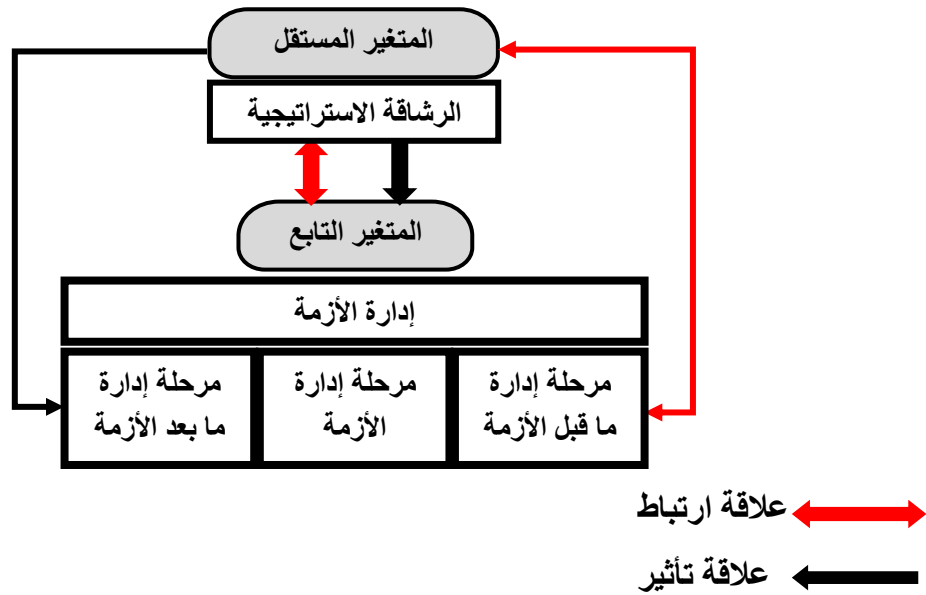 المتغير المستقل
الرشاقة الاستراتيجية
المتغير التابع
إدارة الأزمة
مرحلة إدارة
ما قبل الأزمة
مرحلة إدارة
الأزمة
مرحلة إدارة
ما بعد الأزمة
علاقة ارتباط
علاقة تأثير